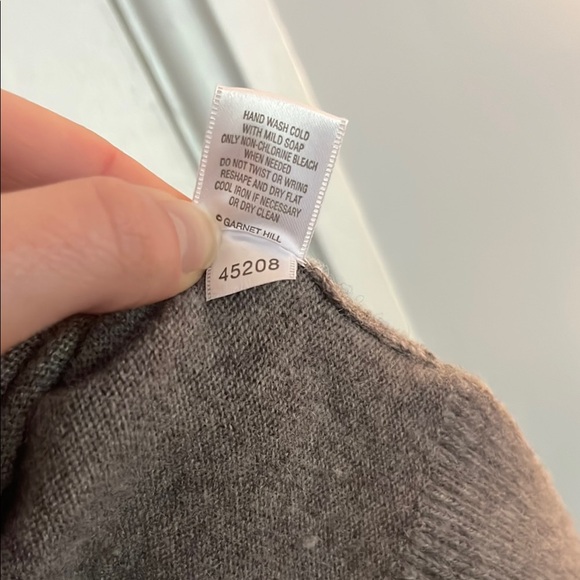 HAND WASH COLD
WITH MILD SOAP
ONLY NON-CHLORINE BLEACH
WHEN NEEDED
DO NOT TWIST OR WRING
RESHAPE AND DRY FLAT
COOL IRON IF NECESSARY
OR DRY CLEAN
© GARNET HILL
45208